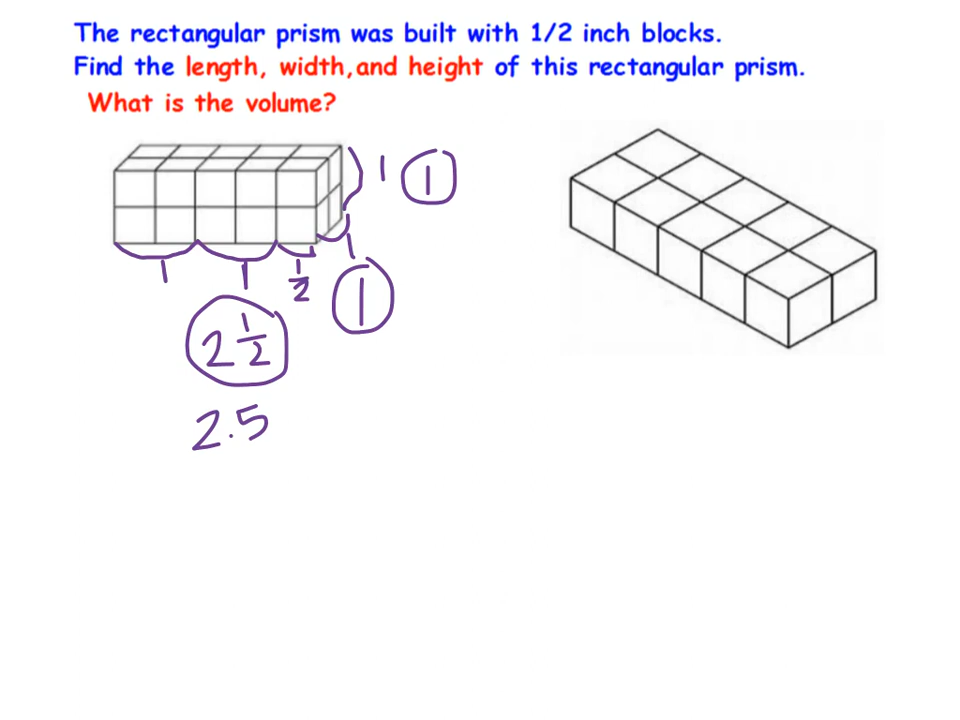 The rectangular prism was built with 1/2 inch blocks.
Find the length, width, and height of this rectangular prism.
What is the volume?
1 1
1 1 1/2 1
1
2 1/2
2.5